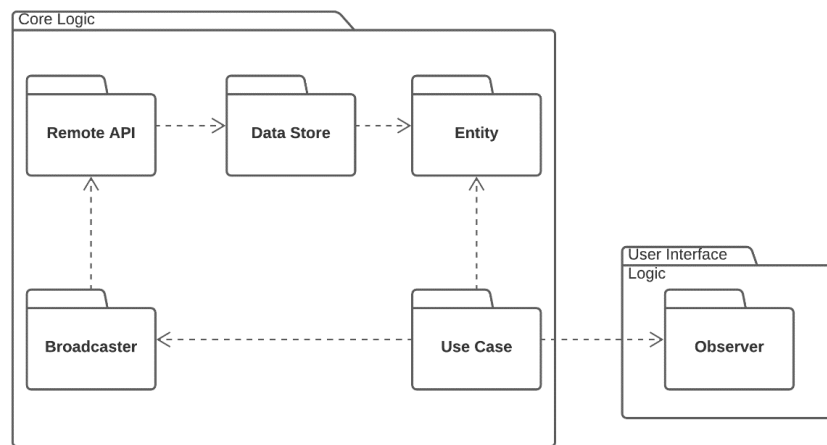 Core Logic
Remote API
Data Store
Entity
User Interface
Logic
Broadcaster
Use Case
Observer